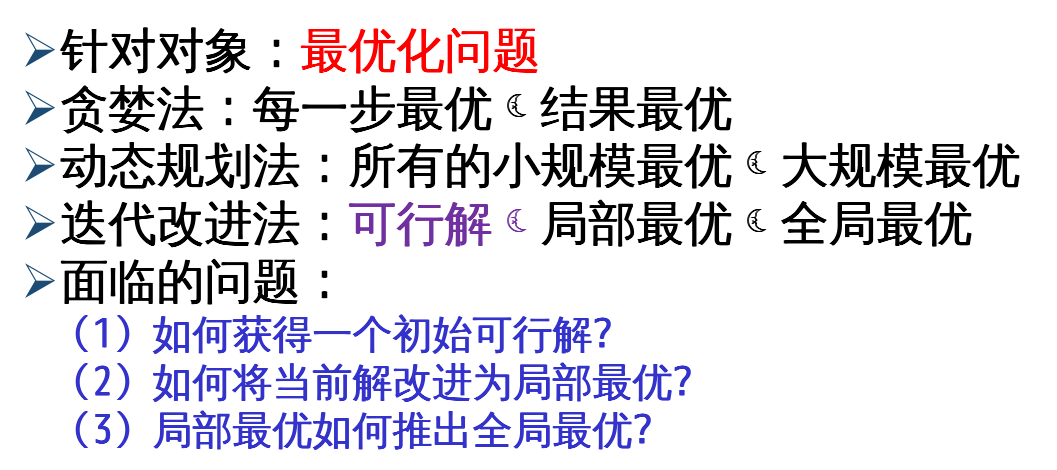 ➢针对对象：最优化问题
➢贪婪法：每一步最优☾结果最优
➢动态规划法：所有的小规模最优☾大规模最优
➢迭代改进法：可行解☾局部最优☾全局最优
➢面临的问题：
（1）如何获得一个初始可行解?
（2）如何将当前解改进为局部最优?
（3）局部最优如何推出全局最优?